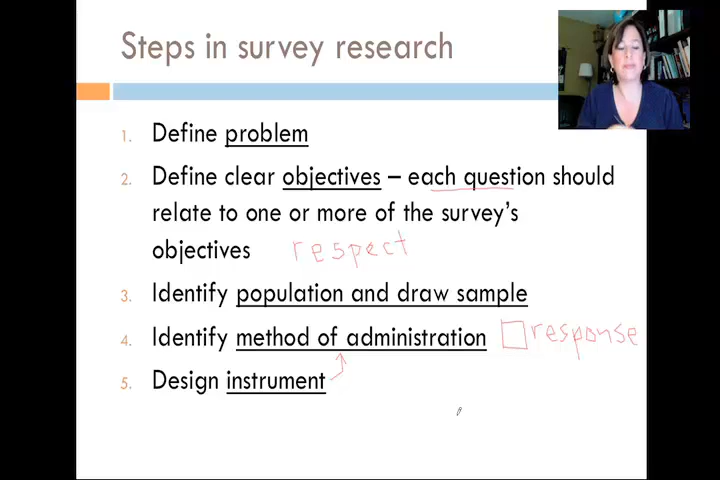 Steps in survey research
1. Define problem
2. Define clear objectives – each question should
relate to one or more of the survey's
objectives respect
3. Identify population and draw sample
4. Identify method of administration response
5. Design instrument